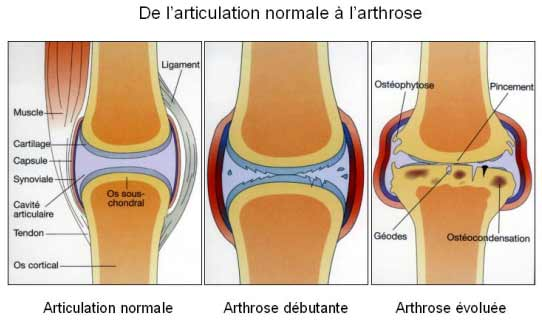 De l'articulation normale à l'arthrose
Ligament
Muscle
Cartilage
Capsule
Synoviale
Cavité
articulaire
Tendon
Os cortical
Os sous-
chondral
Ostéophytose
Pincement
Géodes
Ostéocondensation
Articulation normale
Arthrose débutante
Arthrose évoluée